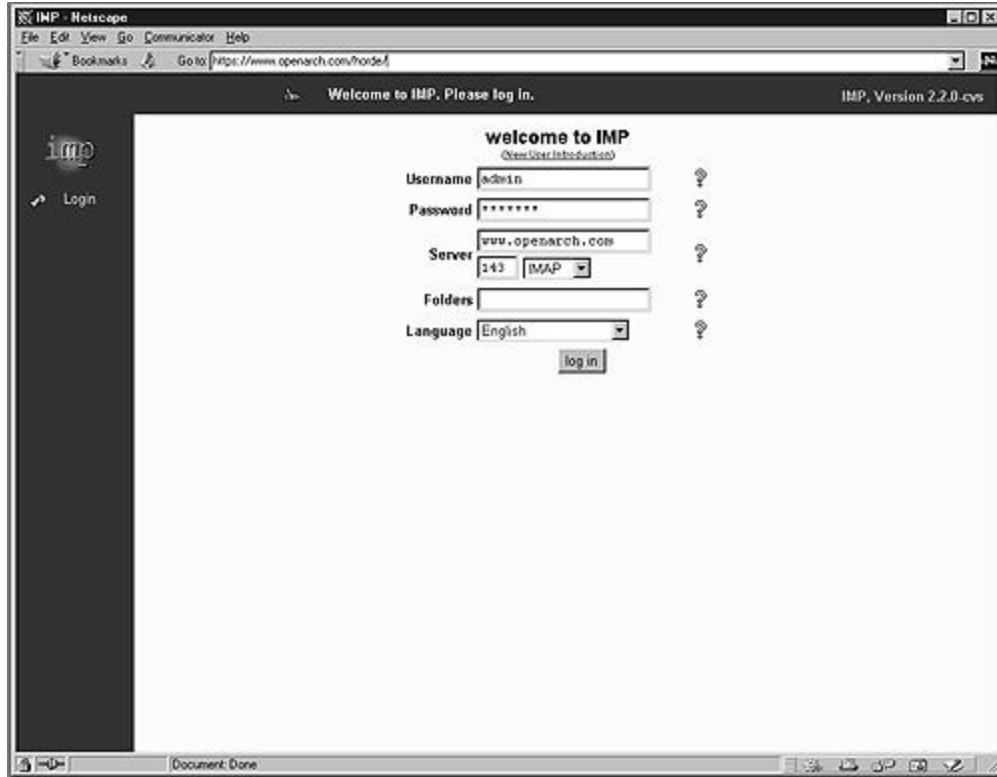 IMP - Netscape
File Edit View Go Communicator Help
Bookmarks Go to: https://www.openarch.com/horde/
Welcome to IMP. Please log in.
IMP, Version 2.2.0-cvs
imp
Login
welcome to IMP
(New User Introduction)
Username admin
Password *******
Server www.openarch.com
143 IMAP
Folders
Language English
log in
Document: Done